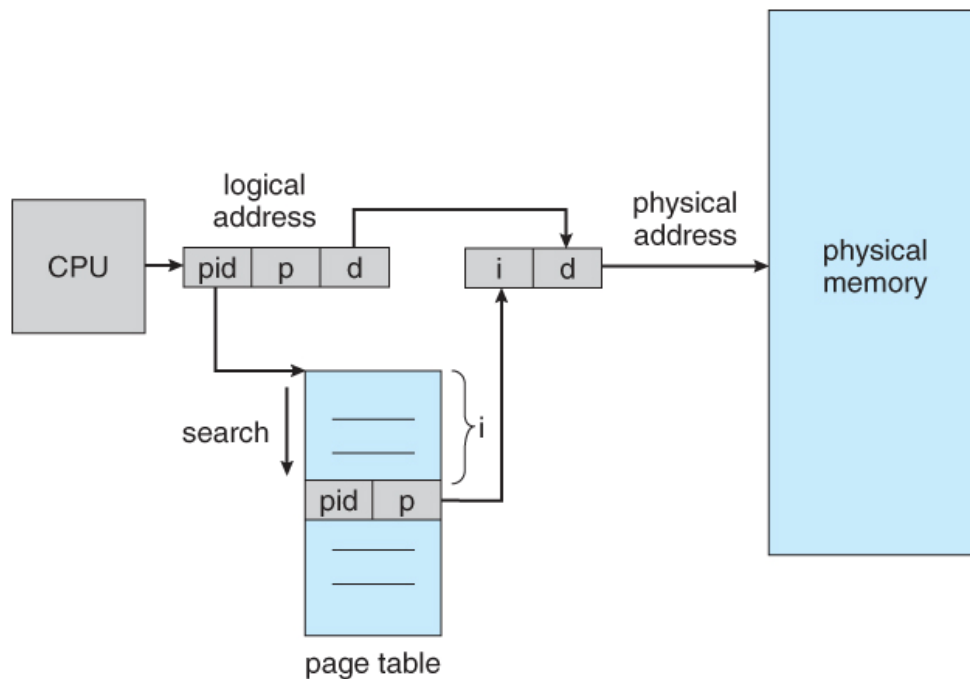 logical
address
physical
address
CPU
pid p d
i d
physical
memory
search
i
pid p
page table